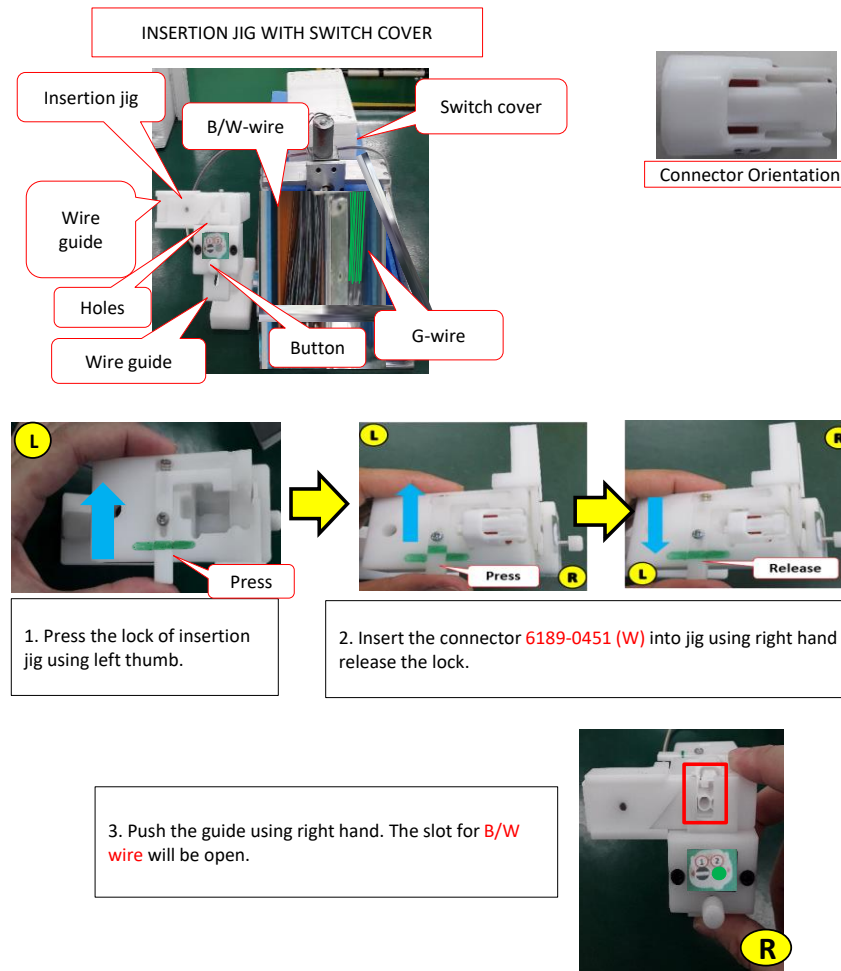 INSERTION JIG WITH SWITCH COVER
Insertion jig
B/W-wire
Switch cover
Wire
guide
Holes
Wire guide
Button
G-wire
Connector Orientation
L
Press
L
Press
R
R
L
Release
1. Press the lock of insertion
jig using left thumb.
2. Insert the connector 6189-0451 (W) into jig using right hand
release the lock.
3. Push the guide using right hand. The slot for B/W
wire will be open.
1 2
R